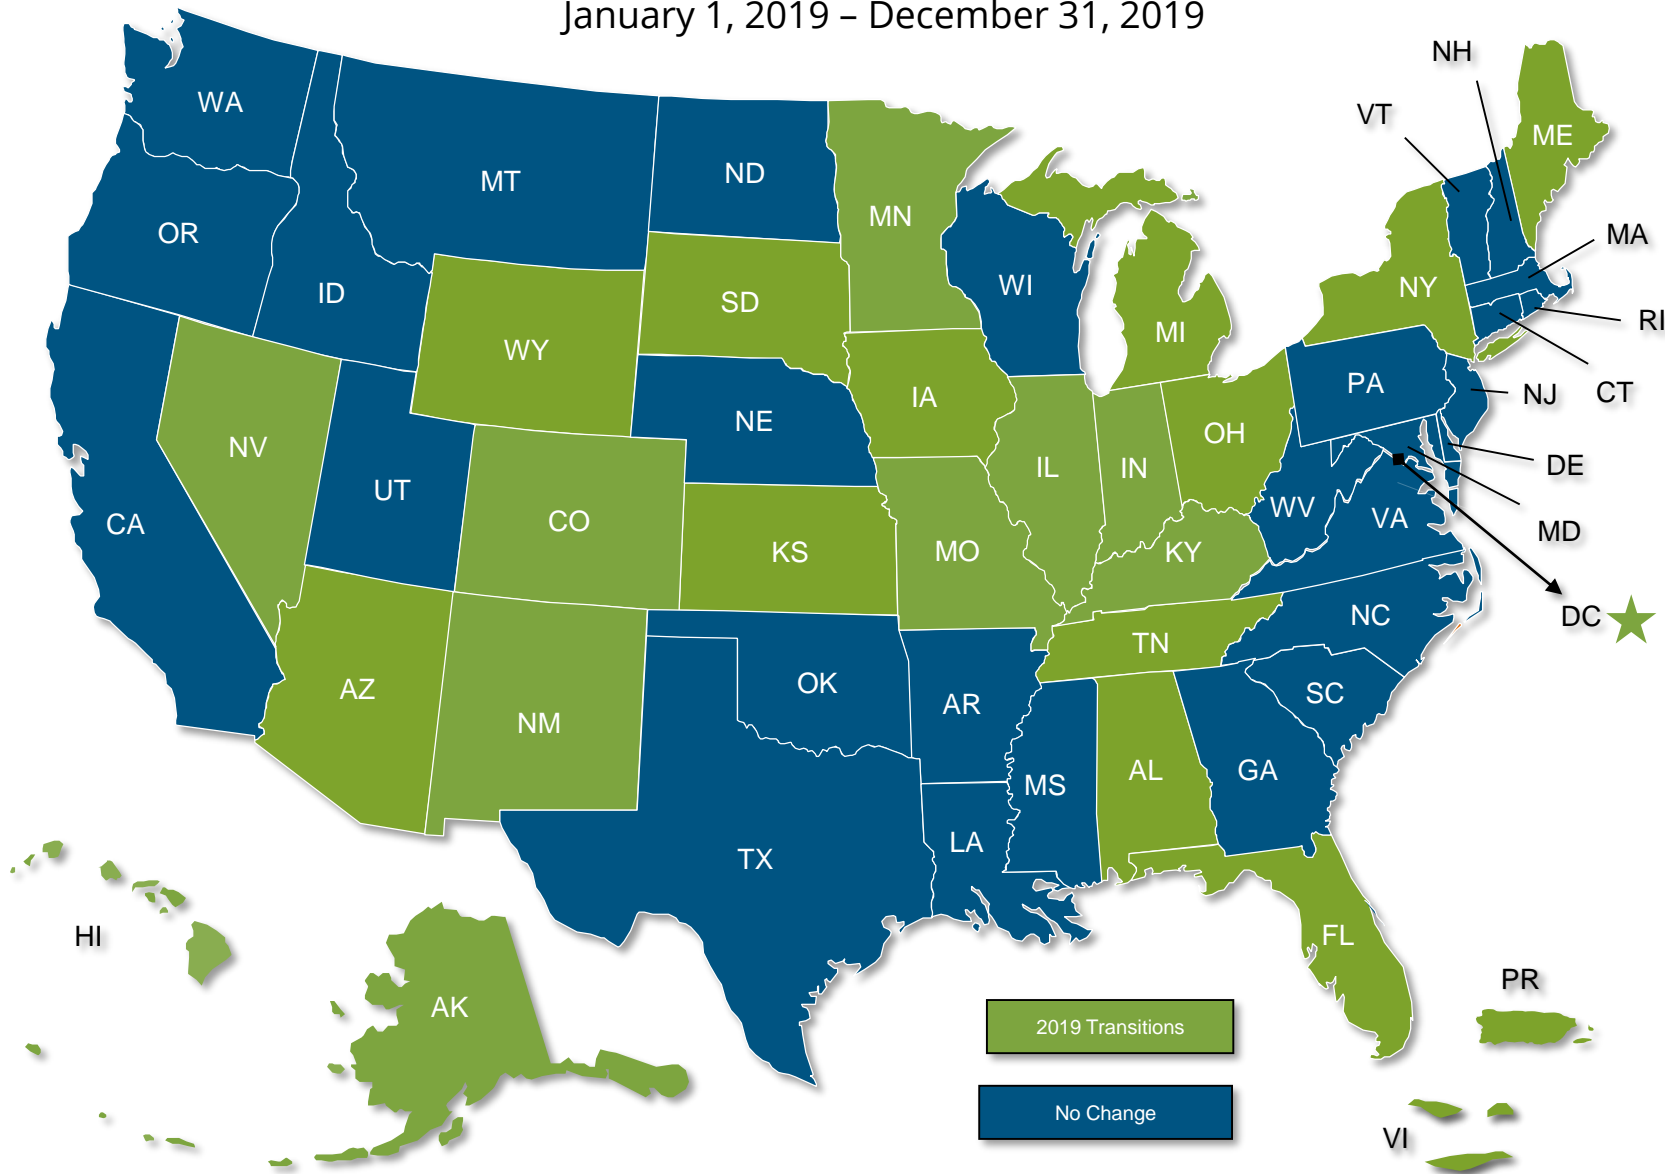 January 1, 2019 – December 31, 2019
NH
WA
VT
ME
MT
ND
MN
OR
MA
WI
ID
SD
NY
RI
WY
MI
PA
IA
NJ
CT
NE
OH
NV
DE
IL
IN
UT
WV
CO
VA
CA
MD
KS
MO
KY
DC
NC
TN
AZ
OK
SC
AR
NM
AL
GA
MS
LA
TX
HI
FL
PR
AK
2019 Transitions
No Change
VI